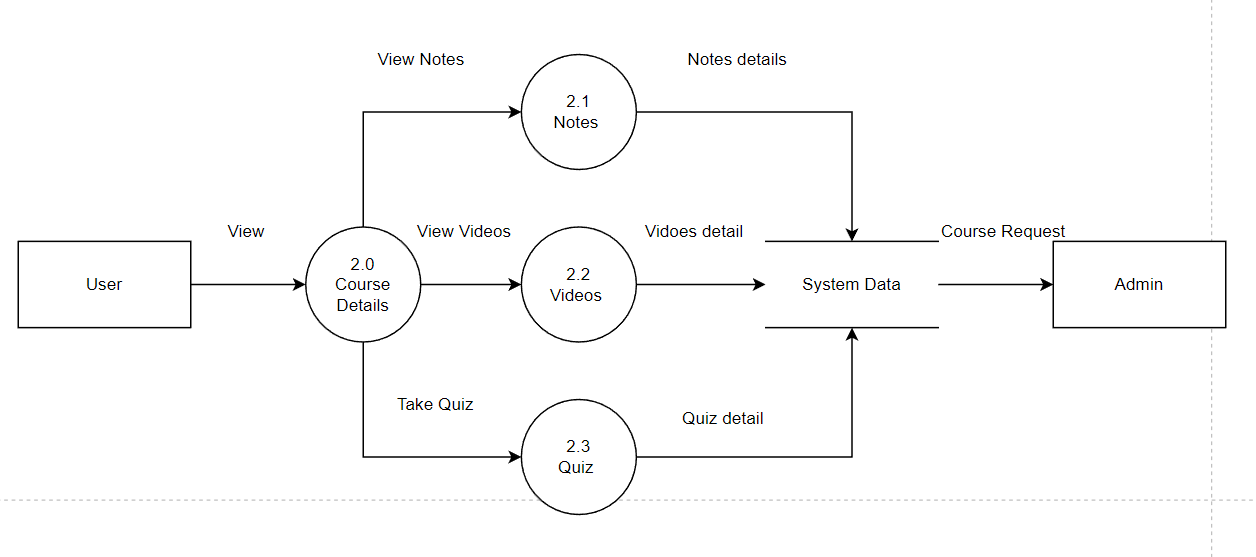 View Notes
Notes details
2.1
Notes
View
View Videos
Vidoes detail
Course Request
User
2.0
Course
Details
2.2
Videos
System Data
Admin
Take Quiz
Quiz detail
2.3
Quiz